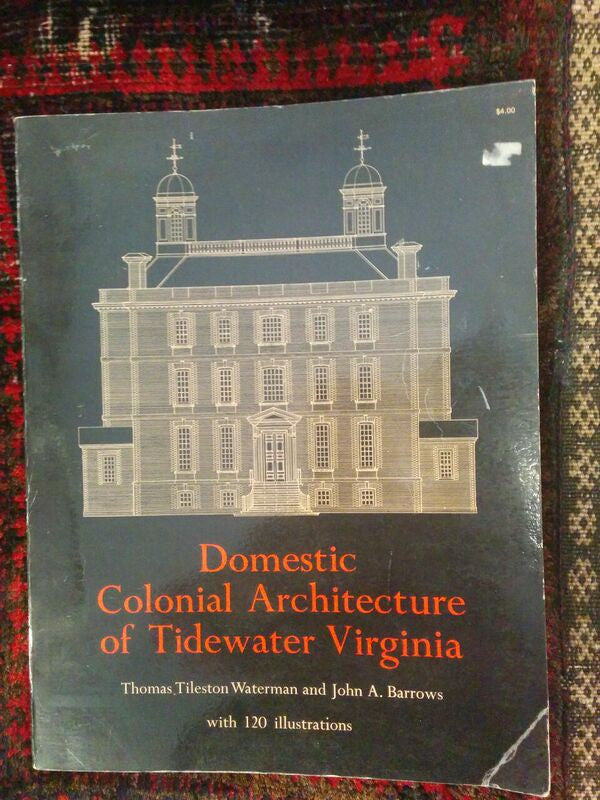 $4.00
Domestic
Colonial Architecture
of Tidewater Virginia
Thomas Tileston Waterman and John A. Barrows
with 120 illustrations